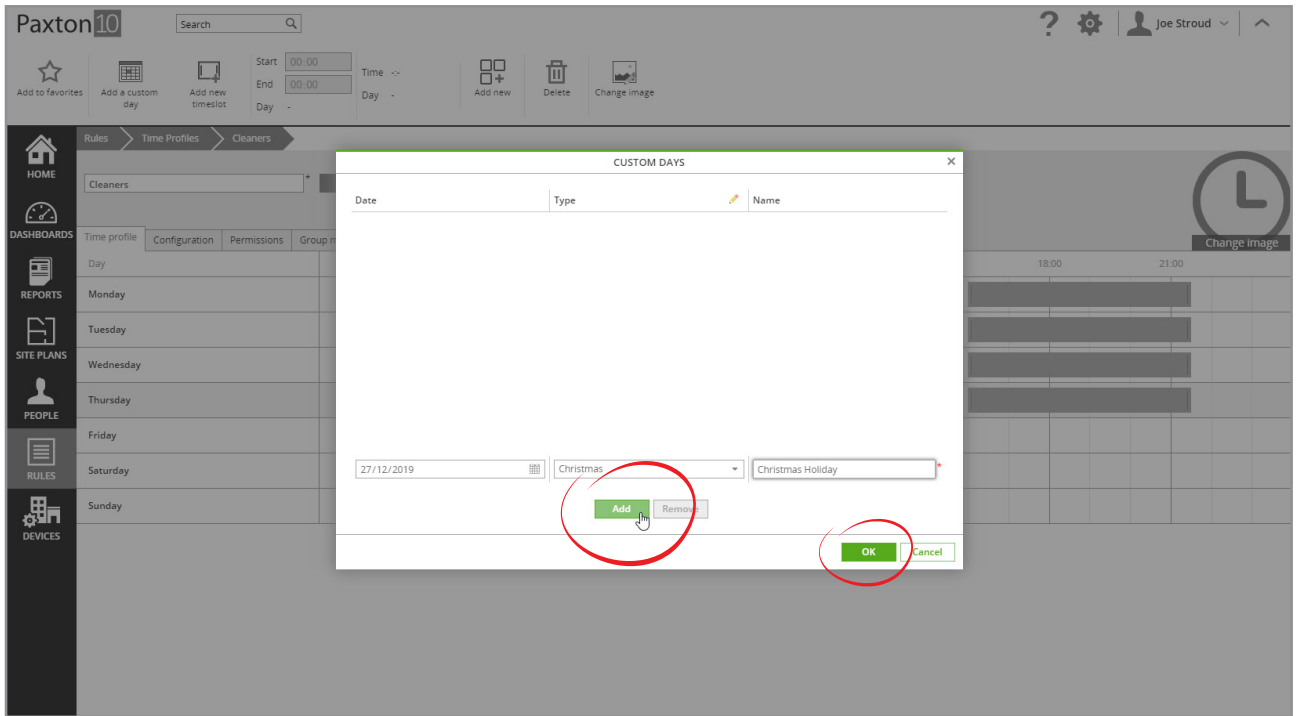 Paxton 10
Search
Joe Stroud
Add to favorites
Add a custom day
Add new timeslot
Start 00:00
End 00:00
Day -
Time -:-
Day -
Add new
Delete
Change image
Rules
Time Profiles
Cleaners
HOME
DASHBOARDS
REPORTS
SITE PLANS
PEOPLE
RULES
DEVICES
Cleaners *
Change image
Time profile
Configuration
Permissions
Day
18:00
21:00
Monday
Tuesday
Wednesday
Thursday
Friday
Saturday
Sunday
CUSTOM DAYS
Date Type Name
27/12/2019 Christmas Christmas Holiday *
Add Remove
OK Cancel